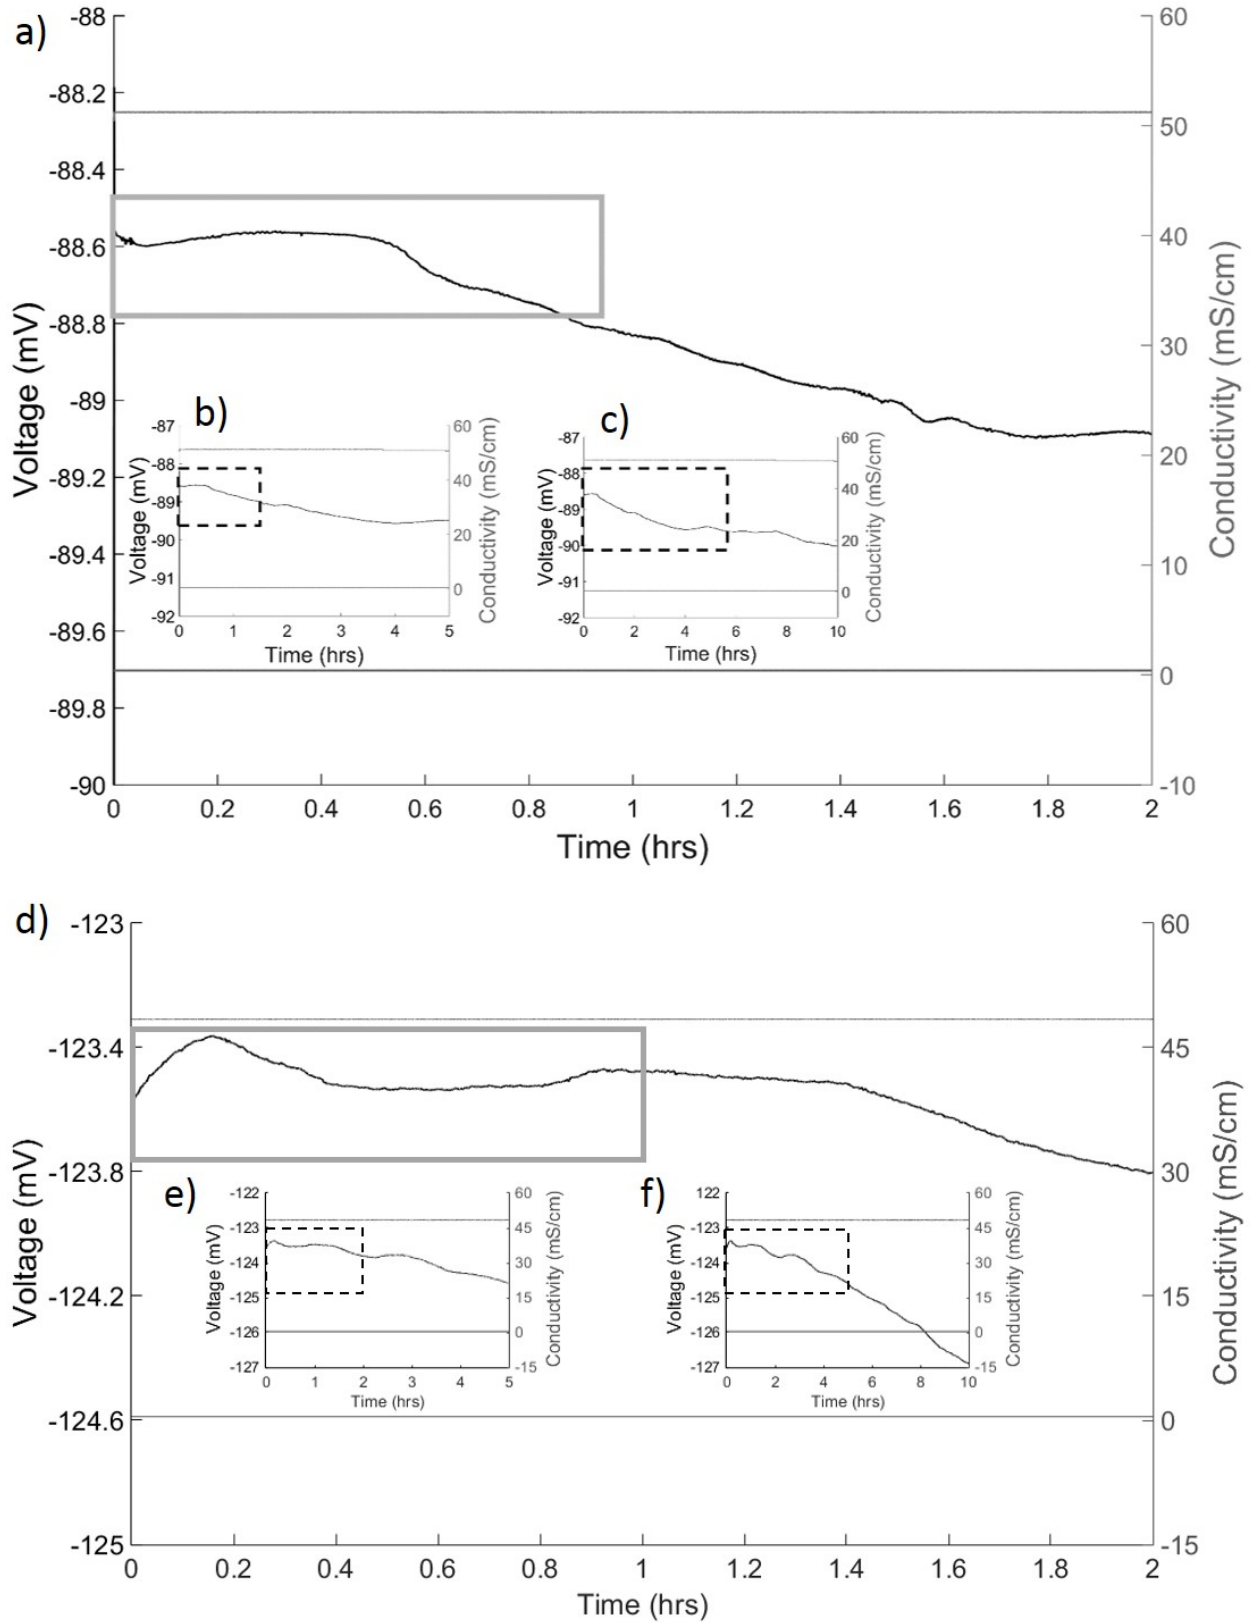 a)
-88
-88.2
-88.4
-88.6
-88.8
-89
-89.2
-89.4
-89.6
-89.8
-90
Voltage (mV)
60
50
40
30
20
10
0
-10
Conductivity (mS/cm)
0 0.2 0.4 0.6 0.8 1 1.2 1.4 1.6 1.8 2
Time (hrs)
b)
-87
-88
-89
-90
-91
-92
Voltage (mV)
60
40
20
0
Conductivity (mS/cm)
0 1 2 3 4 5
Time (hrs)
c)
-87
-88
-89
-90
-91
-92
Voltage (mV)
60
40
20
0
Conductivity (mS/cm)
0 2 4 6 8 10
Time (hrs)
d)
-123
-123.4
-123.8
-124.2
-124.6
-125
Voltage (mV)
60
45
30
15
0
-15
Conductivity (mS/cm)
0 0.2 0.4 0.6 0.8 1 1.2 1.4 1.6 1.8 2
Time (hrs)
e)
-122
-123
-124
-125
-126
-127
Voltage (mV)
60
45
30
15
0
-15
Conductivity (mS/cm)
0 1 2 3 4 5
Time (hrs)
f)
122
-123
-124
-125
-126
-127
Voltage (mV)
60
45
30
15
0
-15
Conductivity (mS/cm)
0 2 4 6 8 10
Time (hrs)